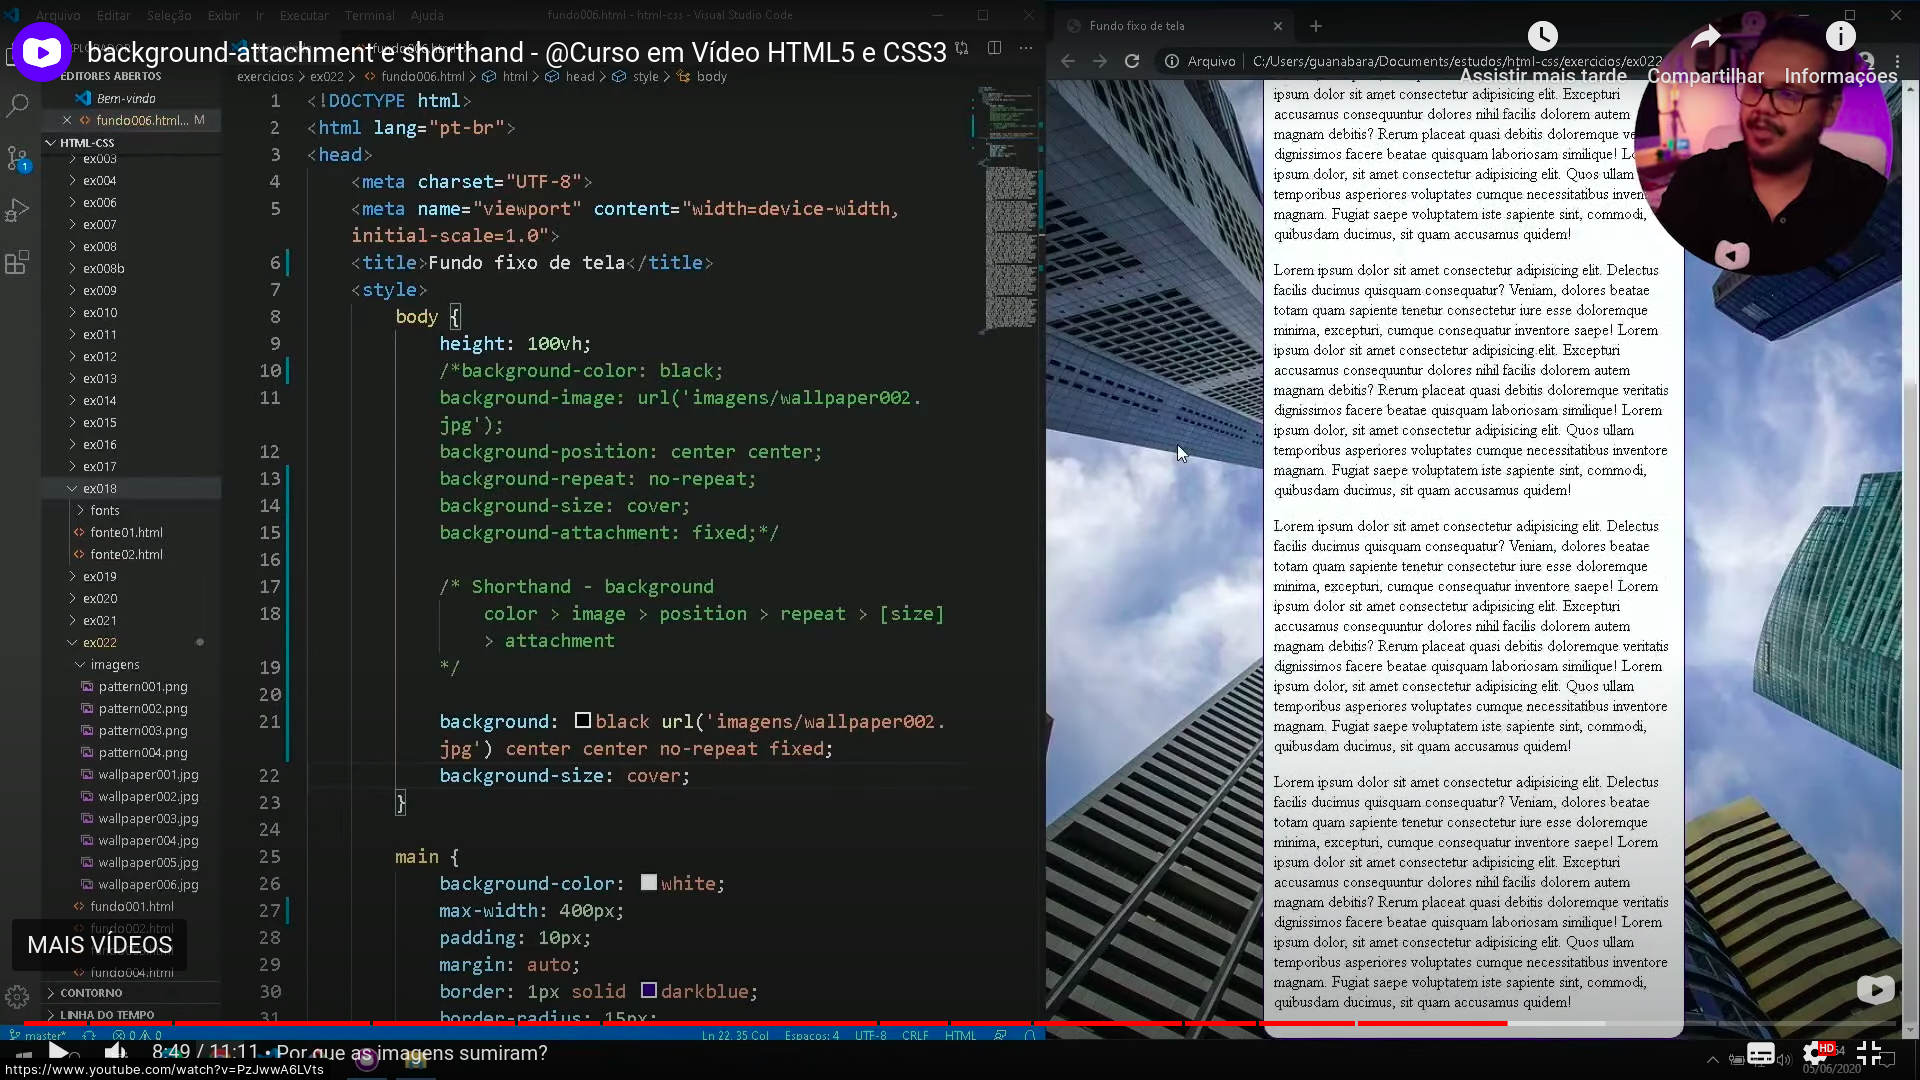 Arquivo Editar Seleção Exibir Ir Executar Terminal Ajuda
fundo006.html - html-css - Visual Studio Code
background-attachment e shorthand - @Curso em Vídeo HTML5 e CSS3
EDITORES ABERTOS
Bem-vindo
fundo006.html... M
HTML-CSS
ex003
ex004
ex006
ex007
ex008
ex008b
ex009
ex010
ex011
ex012
ex013
ex014
ex015
ex016
ex017
ex018
fonts
fonte01.html
fonte02.html
ex019
ex020
ex021
ex022
imagens
pattern001.png
pattern002.png
pattern003.png
pattern004.png
wallpaper001.jpg
wallpaper002.jpg
wallpaper003.jpg
wallpaper004.jpg
wallpaper005.jpg
wallpaper006.jpg
fundo001.html
fundo002.html
MAIS VÍDEOS
fundo004.html
CONTORNO
LINHA DO TEMPO
1
exercicios > ex022 > fundo006.html > html > head > style > body
1 <!DOCTYPE html>
2 <html lang="pt-br">
3 <head>
4 <meta charset="UTF-8">
5 <meta name="viewport" content="width=device-width,
initial-scale=1.0">
6 <title>Fundo fixo de tela</title>
7 <style>
8 body {
9 height: 100vh;
10 /*background-color: black;
11 background-image: url('imagens/wallpaper002.
jpg');
12 background-position: center center;
13 background-repeat: no-repeat;
14 background-size: cover;
15 background-attachment: fixed;*/
16
17 /* Shorthand - background
18 color > image > position > repeat > [size]
> attachment
19 */
20
21 background: black url('imagens/wallpaper002.
jpg') center center no-repeat fixed;
22 background-size: cover;
23 }
24
25 main {
26 background-color: white;
27 max-width: 400px;
28 padding: 10px;
29 margin: auto;
30 border: 1px solid darkblue;
31 border-radius: 15px;
master* 0 0
Ln 22, 35 Col Espaços: 4 UTF-8 CRLF HTML
Fundo fixo de tela
Arquivo C:/Users/guanabara/Documents/estudos/html-css/exercicios/ex022
Assistir mais tarde Compartilhar Informações
ipsum dolor sit amet consectetur adipisicing elit. Excepturi
accusamus consequuntur dolores nihil facilis dolorem autem
magnam debitis? Rerum placeat quasi debitis doloremque ve
dignissimos facere beatae quisquam laboriosam similique! Lo
ipsum dolor, sit amet consectetur adipisicing elit. Quos ullam
temporibus asperiores voluptates cumque necessitatibus inven
magnam. Fugiat saepe voluptatem iste sapiente sint, commodi,
quibusdam ducimus, sit quam accusamus quidem!
Lorem ipsum dolor sit amet consectetur adipisicing elit. Delectus
facilis ducimus quisquam consequatur? Veniam, dolores beatae
totam quam sapiente tenetur consectetur iure esse doloremque
minima, excepturi, cumque consequatur inventore saepe! Lorem
ipsum dolor sit amet consectetur adipisicing elit. Excepturi
accusamus consequuntur dolores nihil facilis dolorem autem
magnam debitis? Rerum placeat quasi debitis doloremque veritatis
dignissimos facere beatae quisquam laboriosam similique! Lorem
ipsum dolor, sit amet consectetur adipisicing elit. Quos ullam
temporibus asperiores voluptates cumque necessitatibus inventore
magnam. Fugiat saepe voluptatem iste sapiente sint, commodi,
quibusdam ducimus, sit quam accusamus quidem!
Lorem ipsum dolor sit amet consectetur adipisicing elit. Delectus
facilis ducimus quisquam consequatur? Veniam, dolores beatae
totam quam sapiente tenetur consectetur iure esse doloremque
minima, excepturi, cumque consequatur inventore saepe! Lorem
ipsum dolor sit amet consectetur adipisicing elit. Excepturi
accusamus consequuntur dolores nihil facilis dolorem autem
magnam debitis? Rerum placeat quasi debitis doloremque veritatis
dignissimos facere beatae quisquam laboriosam similique! Lorem
ipsum dolor, sit amet consectetur adipisicing elit. Quos ullam
temporibus asperiores voluptates cumque necessitatibus inventore
magnam. Fugiat saepe voluptatem iste sapiente sint, commodi,
quibusdam ducimus, sit quam accusamus quidem!
Lorem ipsum dolor sit amet consectetur adipisicing elit. Delectus
facilis ducimus quisquam consequatur? Veniam, dolores beatae
totam quam sapiente tenetur consectetur iure esse doloremque
minima, excepturi, cumque consequatur inventore saepe! Lorem
ipsum dolor sit amet consectetur adipisicing elit. Excepturi
accusamus consequuntur dolores nihil facilis dolorem autem
magnam debitis? Rerum placeat quasi debitis doloremque veritatis
dignissimos facere beatae quisquam laboriosam similique! Lorem
ipsum dolor, sit amet consectetur adipisicing elit. Quos ullam
temporibus asperiores voluptates cumque necessitatibus inventore
magnam. Fugiat saepe voluptatem iste sapiente sint, commodi,
quibusdam ducimus, sit quam accusamus quidem!
8:49 / 11:11 • Por que as imagens sumiram?
HD
05/06/2020
https://www.youtube.com/watch?v=PzJwwA6LVts